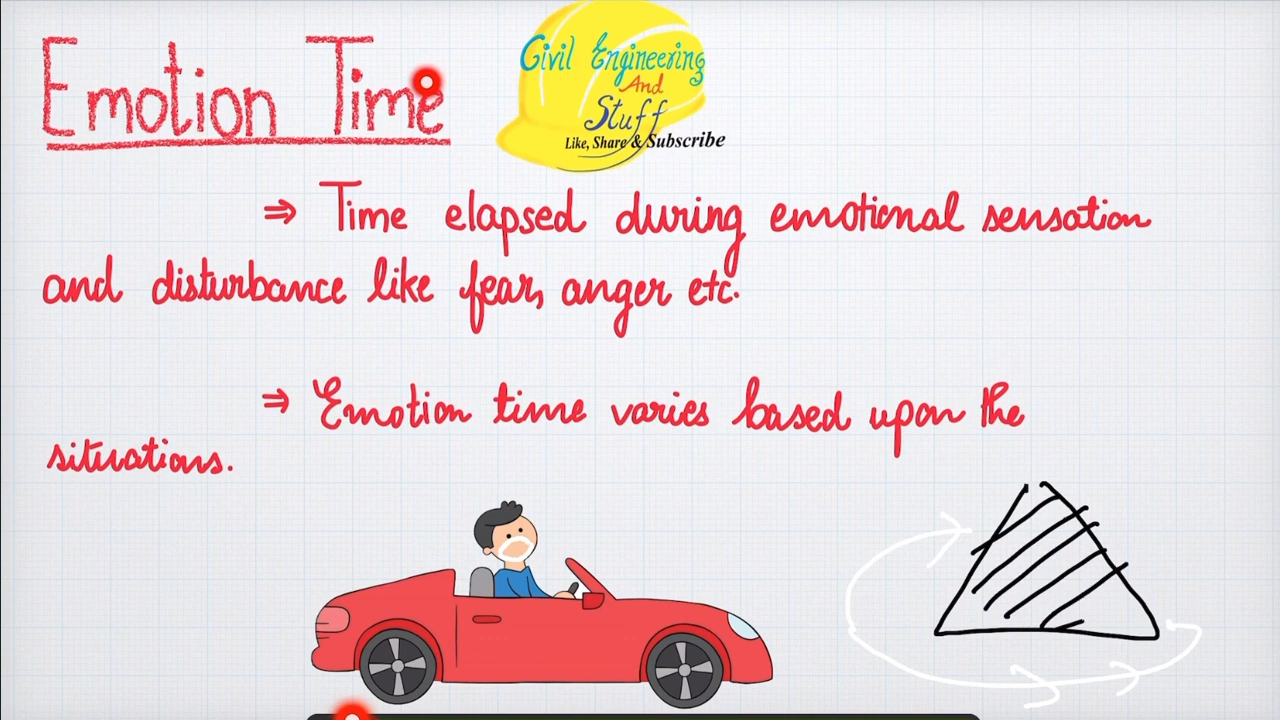 Emotion Time
Civil Engineering
And
Stuff
Like, Share & Subscribe
⇒ Time elapsed during emotional sensation
and disturbance like fear, anger etc.
⇒ Emotion time varies based upon the
situations.